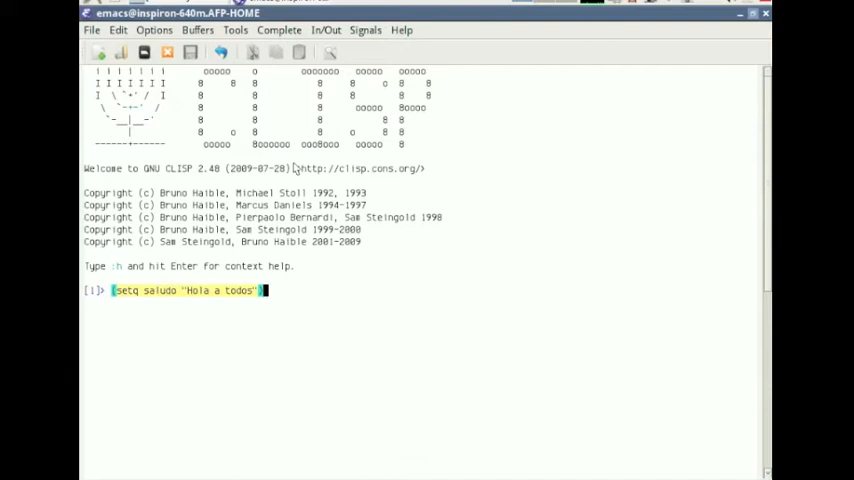 emacs@inspiron-640m.AFP-HOME
File Edit Options Buffers Tools Complete In/Out Signals Help
Welcome to GNU CLISP 2.48 (2009-07-28) <http://clisp.cons.org/>
Copyright (c) Bruno Haible, Michael Stoll 1992, 1993
Copyright (c) Marcus Daniels 1994-1997
Copyright (c) Bruno Haible, Pierpaolo Bernardi, Sam Steingold 1998
Copyright (c) Bruno Haible, Sam Steingold 1999-2000
Copyright (c) Sam Steingold, Bruno Haible 2001-2009
Type :h and hit Enter for context help.
[1]> (setq saludo "Hola a todos")